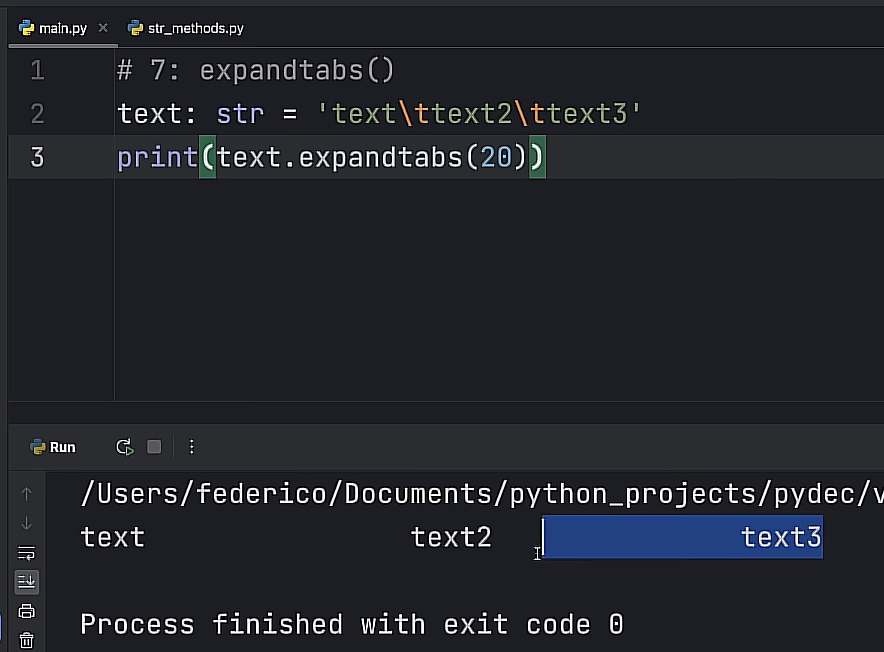 main.py
str_methods.py
1 # 7: expandtabs()
2 text: str = 'text\ttext2\ttext3'
3 print(text.expandtabs(20))
Run
/Users/federico/Documents/python_projects/pydec/v
text                text2               text3
Process finished with exit code 0